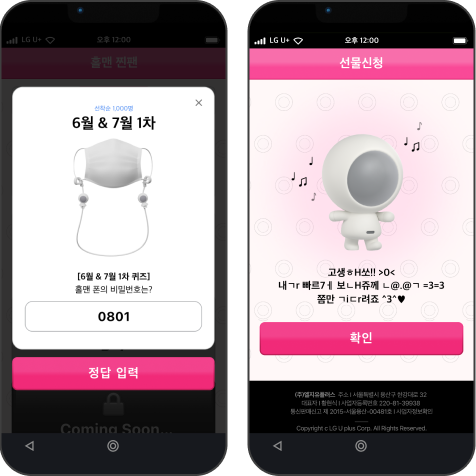 LG U+ 오후 12:00
홀맨 찐팬
선착순 1,000명
6월 & 7월 1차
[6월 & 7월 1차 퀴즈]
홀맨 폰의 비밀번호는?
0801
정답 입력
Coming Soon...
LG U+ 오후 12:00
선물신청
고생ㅎH쏘!! >0<
내ㄱr 빠르7ㅔ 보ㄴH쥬께 ㄴ@.@ㄱ =3=3
쫌만 ㄱiㄷr려죠 ^3^♥
확인
(주)엘지유플러스 주소 I 서울특별시 용산구 한강대로 32
대표자 I 황현식 I 사업자등록번호 220-81-39938
통신판매신고 제 2015-서울용산-00481호 I 사업자정보확인
Copyright c LG U plus Corp. All Rights Reserved.